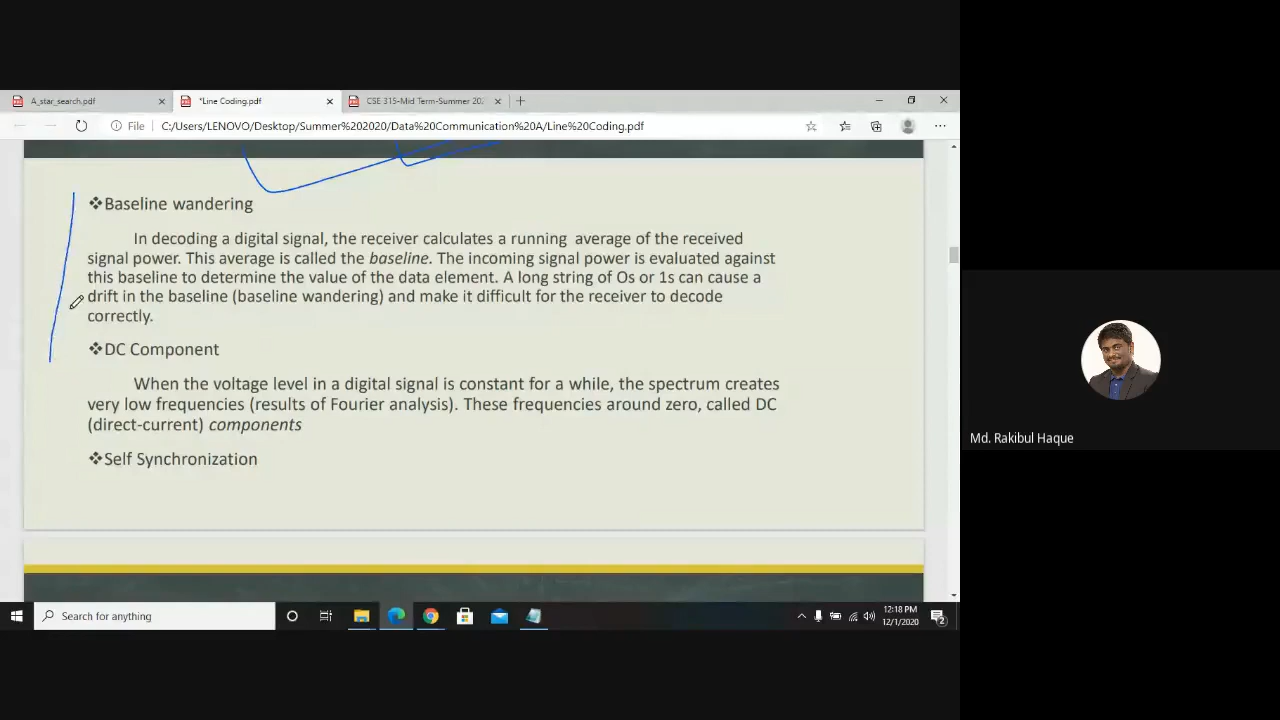 A_star_search.pdf
*Line Coding.pdf
CSE 315-Mid Term-Summer 202
File
C:/Users/LENOVO/Desktop/Summer%202020/Data%20Communication%20A/Line%20Coding.pdf
❖Baseline wandering
In decoding a digital signal, the receiver calculates a running average of the received
signal power. This average is called the baseline. The incoming signal power is evaluated against
this baseline to determine the value of the data element. A long string of Os or 1s can cause a
drift in the baseline (baseline wandering) and make it difficult for the receiver to decode
correctly.
❖DC Component
When the voltage level in a digital signal is constant for a while, the spectrum creates
very low frequencies (results of Fourier analysis). These frequencies around zero, called DC
(direct-current) components
❖Self Synchronization
Md. Rakibul Haque
Search for anything
12:18 PM
12/1/2020
2